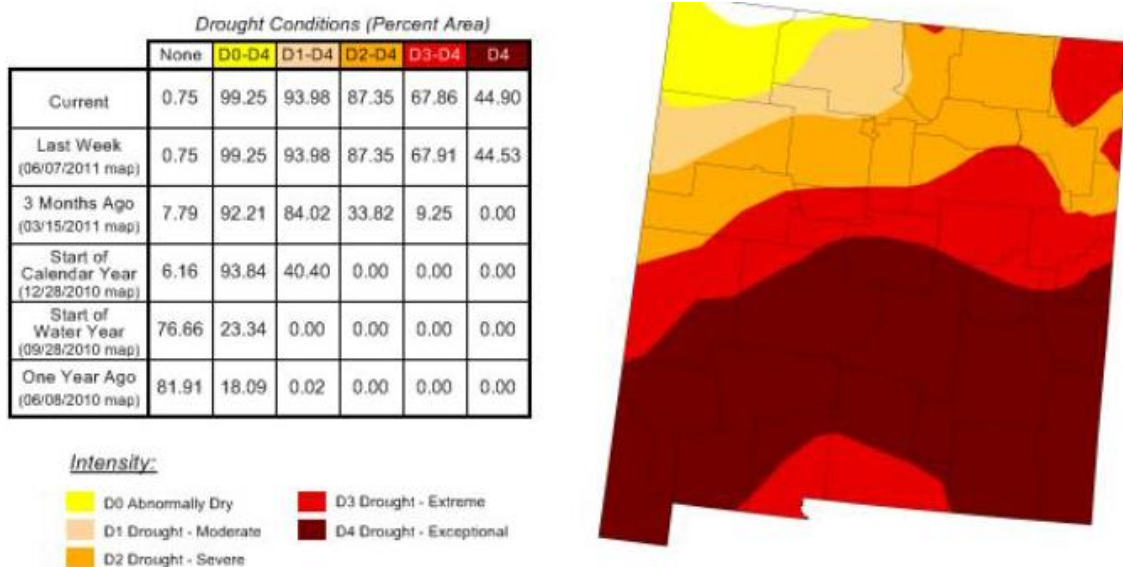 Drought Conditions (Percent Area)
None D0-D4 D1-D4 D2-D4 D3-D4 D4
Current 0.75 99.25 93.98 87.35 67.86 44.90
Last Week
(06/07/2011 map)
0.75 99.25 93.98 87.35 67.91 44.53
3 Months Ago
(03/15/2011 map)
7.79 92.21 84.02 33.82 9.25 0.00
Start of
Calendar Year
(12/28/2010 map)
6.16 93.84 40.40 0.00 0.00 0.00
Start of
Water Year
(09/28/2010 map)
76.66 23.34 0.00 0.00 0.00 0.00
One Year Ago
(06/08/2010 map)
81.91 18.09 0.02 0.00 0.00 0.00
Intensity:
D0 Abnormally Dry
D1 Drought - Moderate
D2 Drought - Severe
D3 Drought - Extreme
D4 Drought - Exceptional